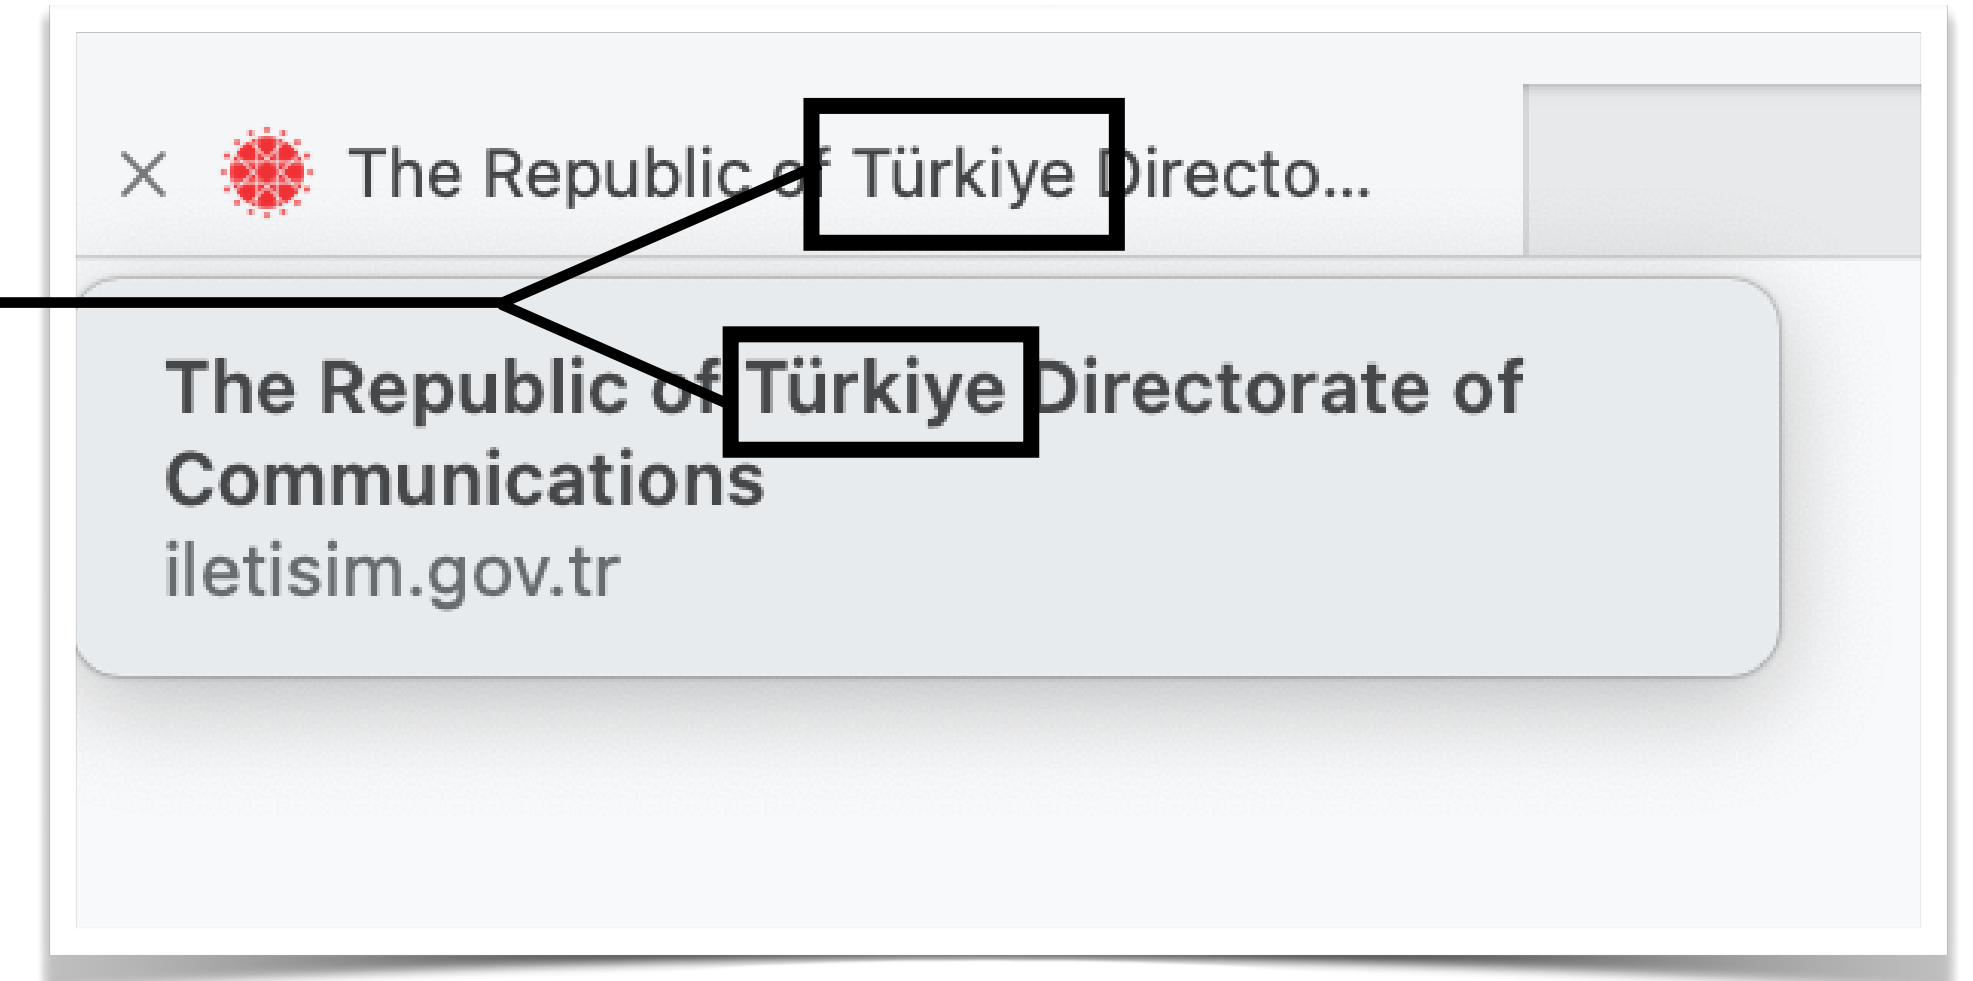 The Republic of Türkiye Directo...
The Republic of Türkiye Directorate of
Communications
iletisim.gov.tr